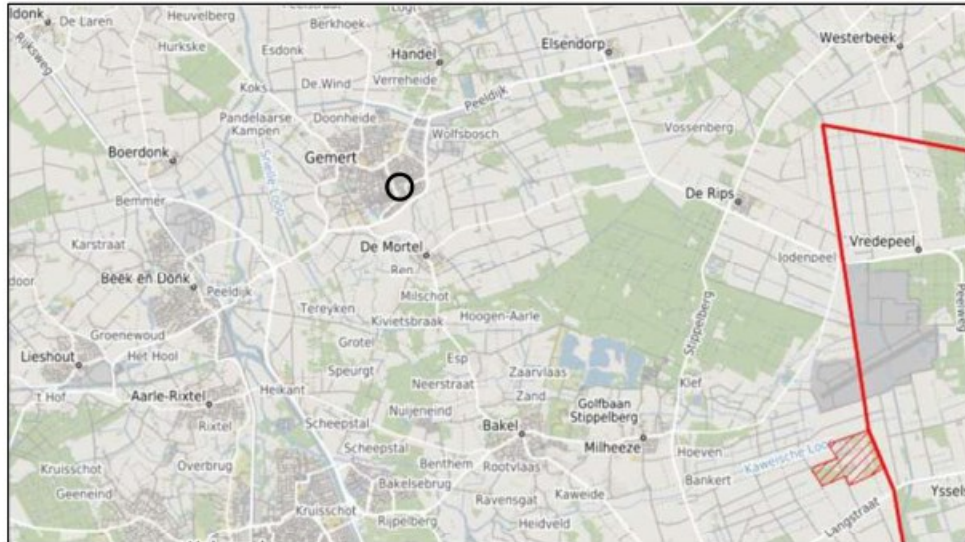 De Laren
Heuvelberg
Berkhoek
Hurkske
Esdonk
Handel
Elsendorp
Westerbeek
Rijksweg
Koks
De Wind
Verreheide
Peeldijk
Pandelaarse
Kampen
Doonheide
Wolfsbosch
Vossenberg
Boerdonk
Gemert
Snelle Loop
De Rips
Bemmer
Karstraat
De Mortel
Ren
Jodenpeel
Vredepeel
Beek en Donk
Peeldijk
Milschot
Tereyken
Kivietsbraak
Hoogen-Aarle
Stippelberg
Peelweg
Groenewoud
Grotel
Lieshout
Het Hool
Speurgt
Esp
Zaarvlaas
Klef
't Hof
Aarle-Rixtel
Heikant
Neerstraat
Zand
Golfbaan
Stippelberg
Rixtel
Scheepstal
Nuijeneind
Bakel
Milheeze
Scheepstal
Hoeven
Kaweische Loop
Kruisschot
Overbrug
Benthem
Rootvlaas
Bankert
Geeneind
Bakelsebrug
Kaweide
Langstraat
Kruisschot
Ravensgat
Rijpelberg
Heidveld